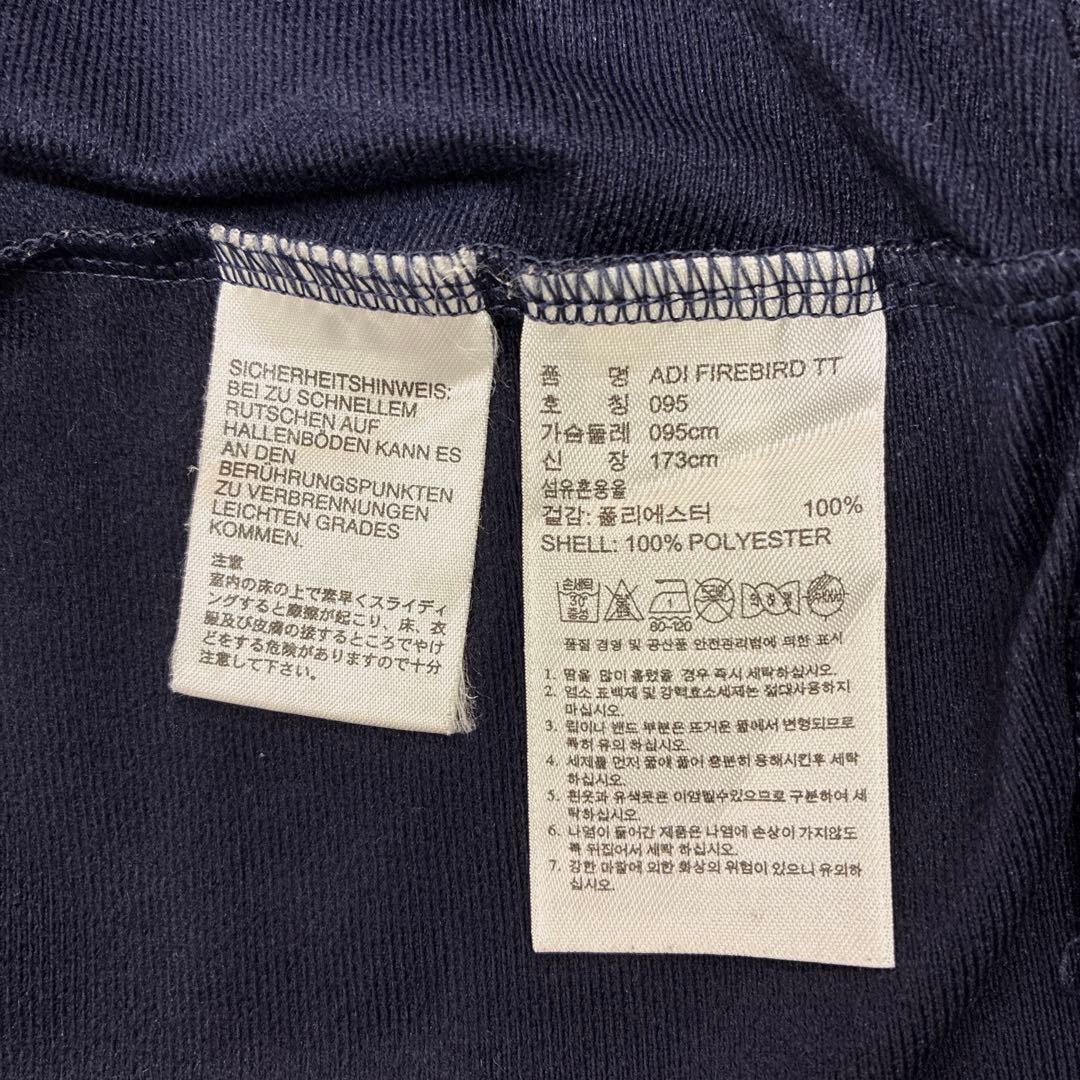 SICHERHEITSHINWEIS:
BEI ZU SCHNELLEM
RUTSCHEN AUF
HALLENBÖDEN KANN ES
AN DEN
BERÜHRUNGSPUNKTEN
ZU VERBRENNUNGEN
LEICHTEN GRADES
KOMMEN.
注意
室内の床の上で素早くスライディ
ングすると摩擦が起こり、床、衣
服及び皮膚の接するところでやけ
どをする危険がありますので十分
注意して下さい。
품 명 ADI FIREBIRD TT
호 칭 095
가슴둘레 095cm
신 장 173cm
섬유혼용율
겉감: 폴리에스터 100%
SHELL: 100% POLYESTER
손세탁
30°
중성
1
80-120
드라이
품질 경영 및 공산품 안전관리법에 의한 표시
1. 땀을 많이 흘렸을 경우 즉시 세탁하십시오.
2. 염소 표백제 및 강력효소세제는 절대사용하지
마십시오.
3. 립이나 밴드 부분은 뜨거운 물에서 변형되므로
특히 유의 하십시오.
4. 세제를 먼저 물에 풀어 충분히 용해시킨후 세탁
하십시오.
5. 흰옷과 유색옷은 이염될수있으므로 구분하여 세
탁하십시오.
6. 나염이 들어간 제품은 나염에 손상이 가지않도
록 뒤집어서 세탁 하십시오.
7. 강한 마찰에 의한 화상의 위험이 있으니 유의하
십시오.